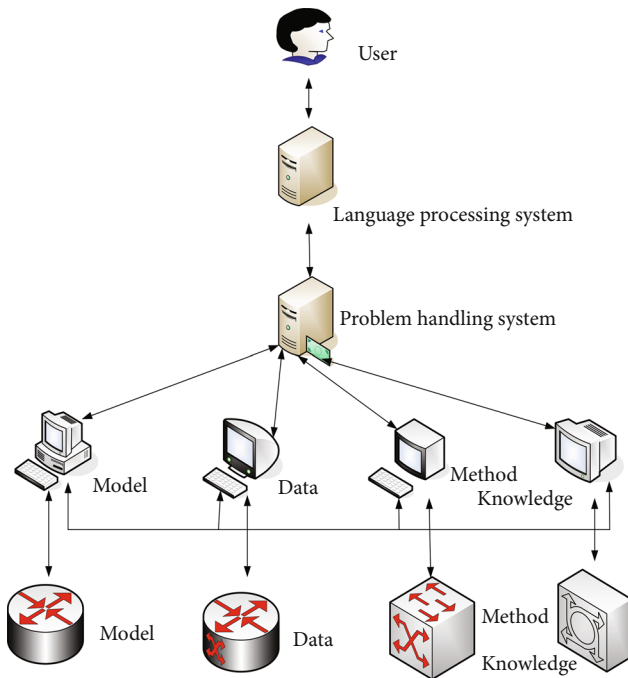 User
Language processing system
Problem handling system
Model
Data
Method
Knowledge
Model
Data
Method
Knowledge